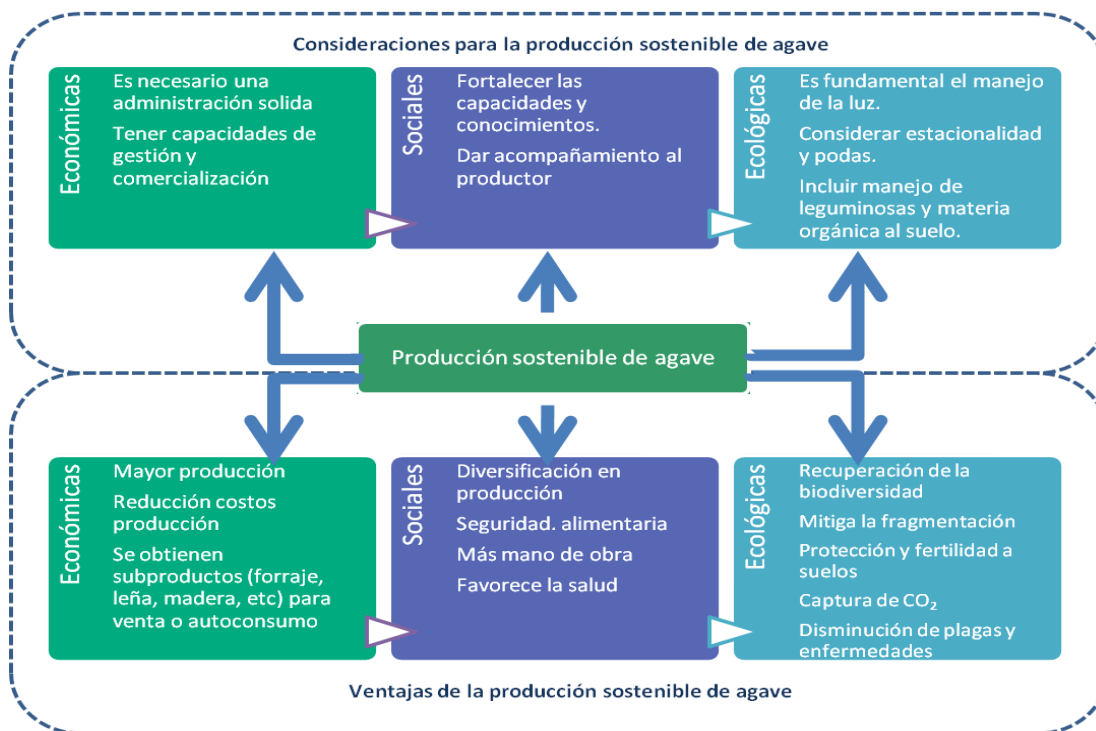 Consideraciones para la producción sostenible de agave
Económicas
Es necesario una
administración solida
Tener capacidades de
gestión y
comercialización
Sociales
Fortalecer las
capacidades y
conocimientos.
Dar acompañamiento al
productor
Ecológicas
Es fundamental el manejo
de la luz.
Considerar estacionalidad
y podas.
Incluir manejo de
leguminosas y materia
orgánica al suelo.
Producción sostenible de agave
Económicas
Mayor producción
Reducción costos
producción
Se obtienen
subproductos (forraje,
leña, madera, etc) para
venta o autoconsumo
Sociales
Diversificación en
producción
Seguridad. alimentaria
Más mano de obra
Favorece la salud
Ecológicas
Recuperación de la
biodiversidad
Mitiga la fragmentación
Protección y fertilidad a
suelos
Captura de CO₂
Disminución de plagas y
enfermedades
Ventajas de la producción sostenible de agave